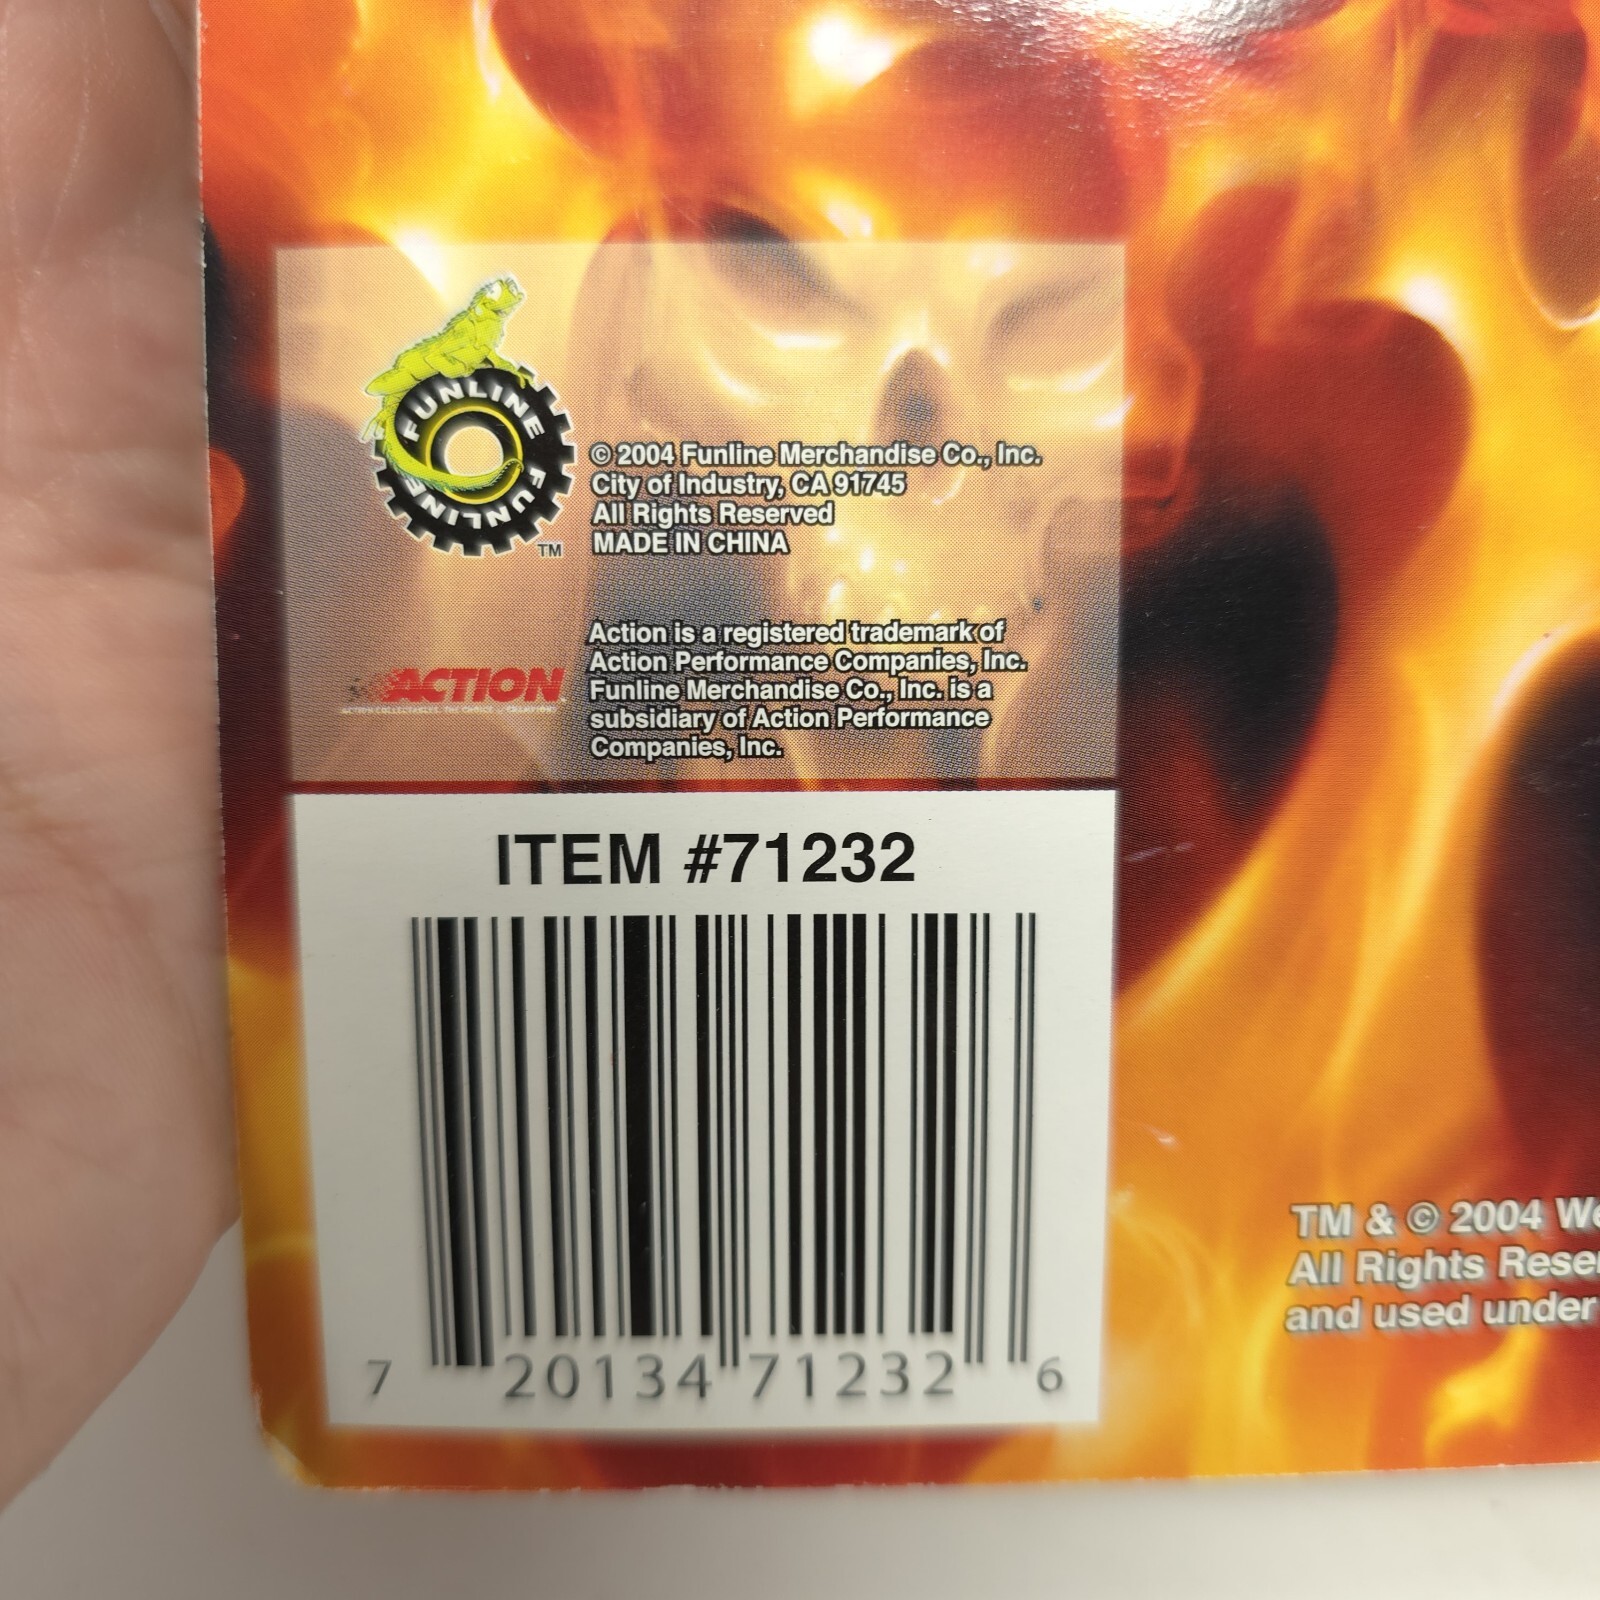 FUNLINE
FUNLINE
TM
© 2004 Funline Merchandise Co., Inc.
City of Industry, CA 91745
All Rights Reserved
MADE IN CHINA
ACTION
Action is a registered trademark of
Action Performance Companies, Inc.
Funline Merchandise Co., Inc. is a
subsidiary of Action Performance
Companies, Inc.
ITEM #71232
7 20134 71232 6
TM & © 2004 We
All Rights Reser
and used under